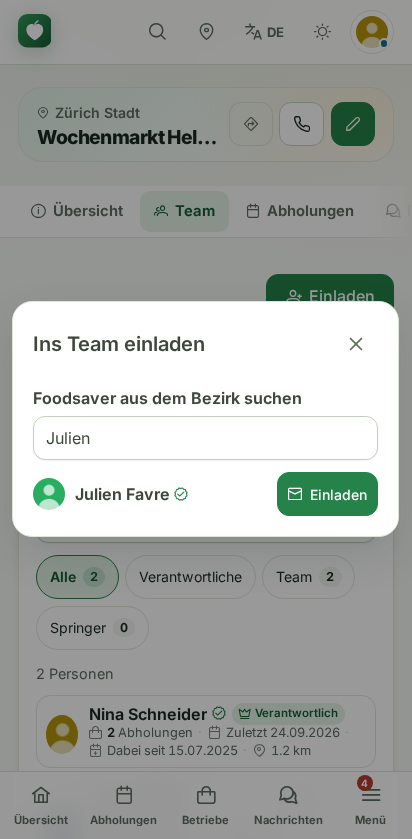 DE
Zürich Stadt
Wochenmarkt Hel...
Übersicht
Team
Abholungen
Einladen
Ins Team einladen
Foodsaver aus dem Bezirk suchen
Julien
Julien Favre
Einladen
Alle 2
Verantwortliche
Team 2
Springer 0
2 Personen
Nina Schneider
Verantwortlich
2 Abholungen · Zuletzt 24.09.2026 ·
Dabei seit 15.07.2025 · 1.2 km
4
Übersicht
Abholungen
Betriebe
Nachrichten
Menü